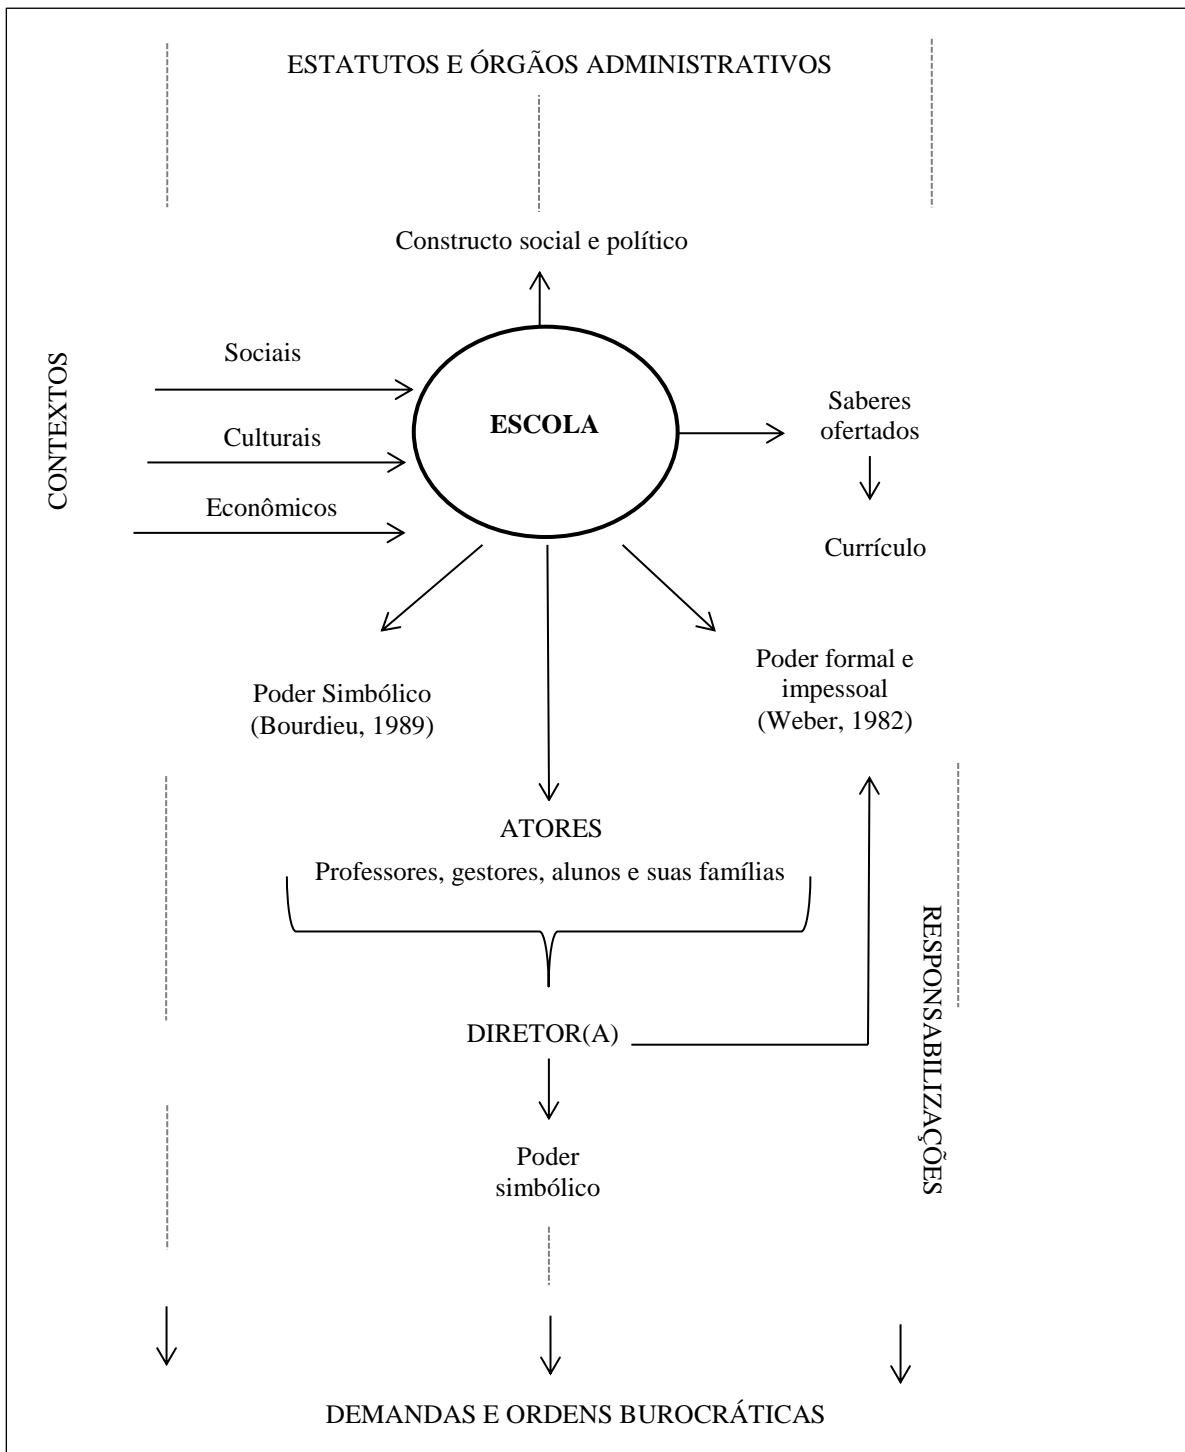 ESTATUTOS E ÓRGÃOS ADMINISTRATIVOS
Constructo social e político
CONTEXTOS
Sociais
Culturais
Econômicos
ESCOLA
Saberes
ofertados
Currículo
Poder Simbólico
(Bourdieu, 1989)
Poder formal e
impessoal
(Weber, 1982)
ATORES
Professores, gestores, alunos e suas famílias
DIRETOR(A)
RESPONSABILIZAÇÕES
Poder
simbólico
DEMANDAS E ORDENS BUROCRÁTICAS